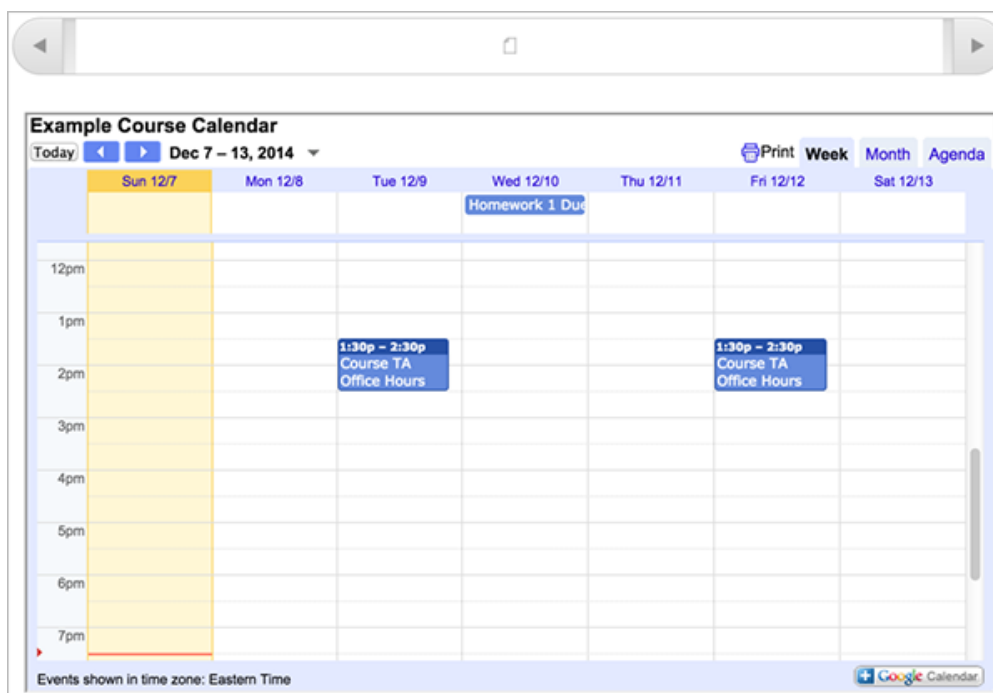 Example Course Calendar
Today Dec 7 – 13, 2014 Print Week Month Agenda
Sun 12/7 Mon 12/8 Tue 12/9 Wed 12/10 Thu 12/11 Fri 12/12 Sat 12/13
Homework 1 Due
12pm
1pm
1:30p – 2:30p 1:30p – 2:30p
Course TA Course TA
2pm
Office Hours Office Hours
3pm
4pm
5pm
6pm
7pm
Events shown in time zone: Eastern Time
Google Calendar